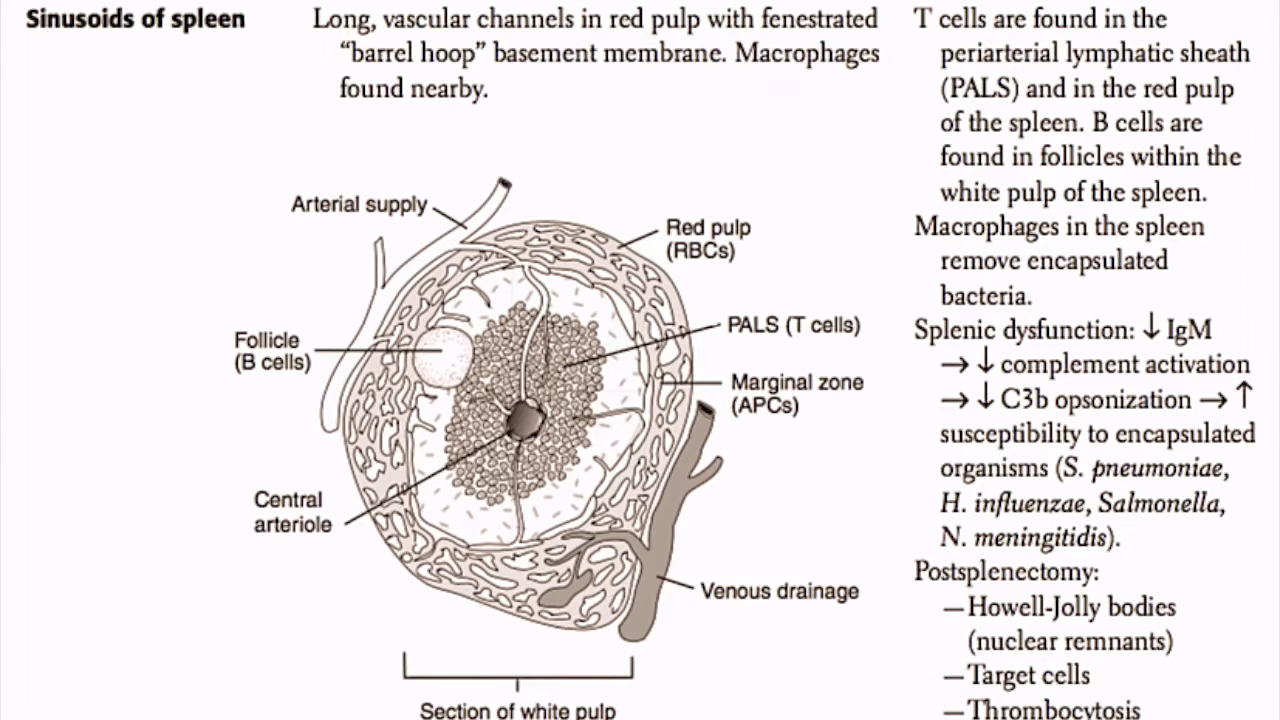 Sinusoids of spleen
Long, vascular channels in red pulp with fenestrated
“barrel hoop” basement membrane. Macrophages
found nearby.
Arterial supply
Red pulp
(RBCs)
PALS (T cells)
Follicle
(B cells)
Marginal zone
(APCs)
Central
arteriole
Venous drainage
Section of white pulp
T cells are found in the
periarterial lymphatic sheath
(PALS) and in the red pulp
of the spleen. B cells are
found in follicles within the
white pulp of the spleen.
Macrophages in the spleen
remove encapsulated
bacteria.
Splenic dysfunction: ↓ IgM
→ ↓ complement activation
→ ↓ C3b opsonization → ↑
susceptibility to encapsulated
organisms (S. pneumoniae,
H. influenzae, Salmonella,
N. meningitidis).
Postsplenectomy:
—Howell-Jolly bodies
(nuclear remnants)
—Target cells
—Thrombocytosis